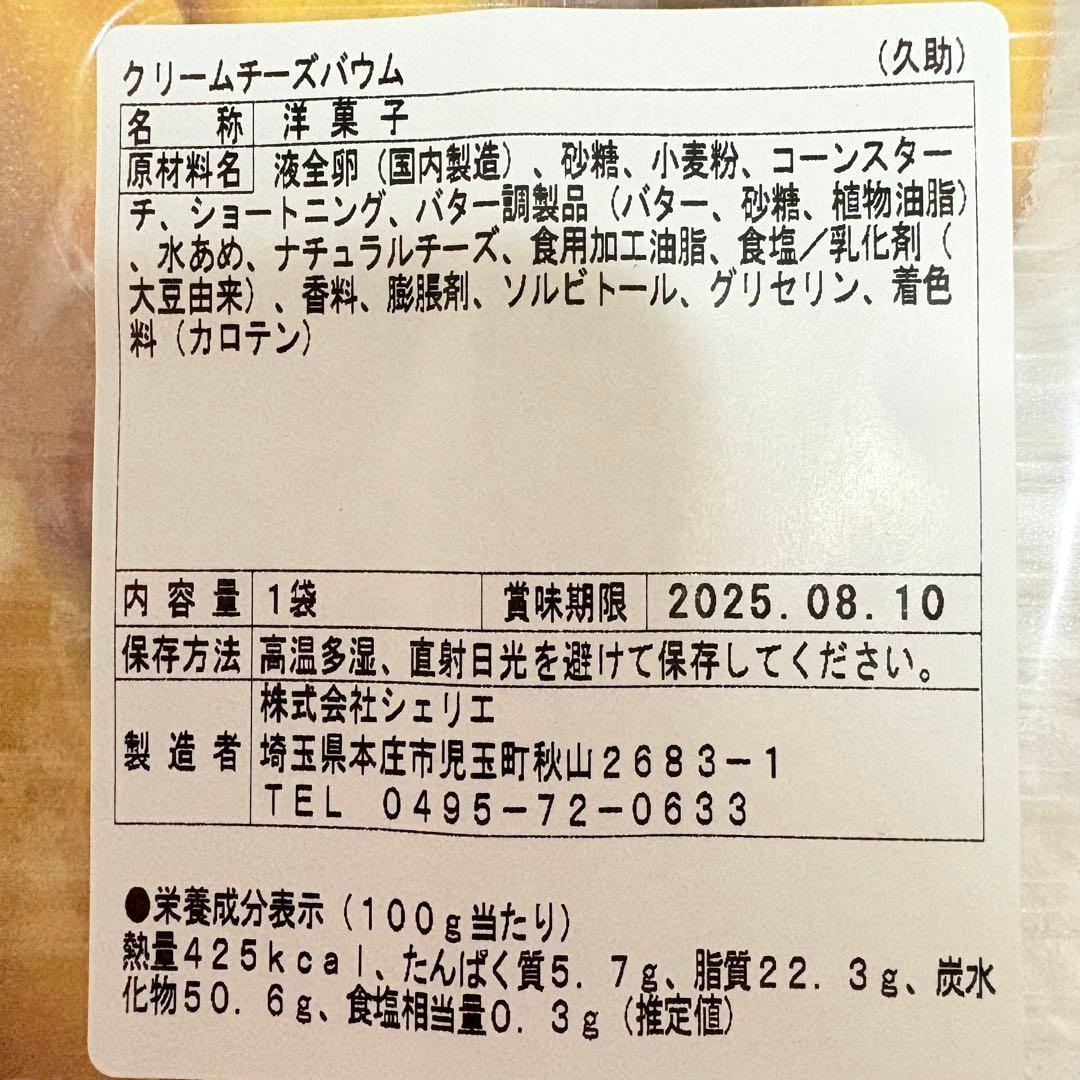 クリームチーズバウム (久助)
名称 洋菓子
原材料名 液全卵(国内製造)、砂糖、小麦粉、コーンスター
チ、ショートニング、バター調製品(バター、砂糖、植物油脂)
、水あめ、ナチュラルチーズ、食用加工油脂、食塩/乳化剤(
大豆由来)、香料、膨脹剤、ソルビトール、グリセリン、着色
料(カロテン)
内容量 1袋 賞味期限 2025.08.10
保存方法 高温多湿、直射日光を避けて保存してください。
株式会社シェリエ
製造者 埼玉県本庄市児玉町秋山2683-1
TEL 0495-72-0633
●栄養成分表示(100g当たり)
熱量425kcal、たんぱく質5.7g、脂質22.3g、炭水
化物50.6g、食塩相当量0.3g(推定値)